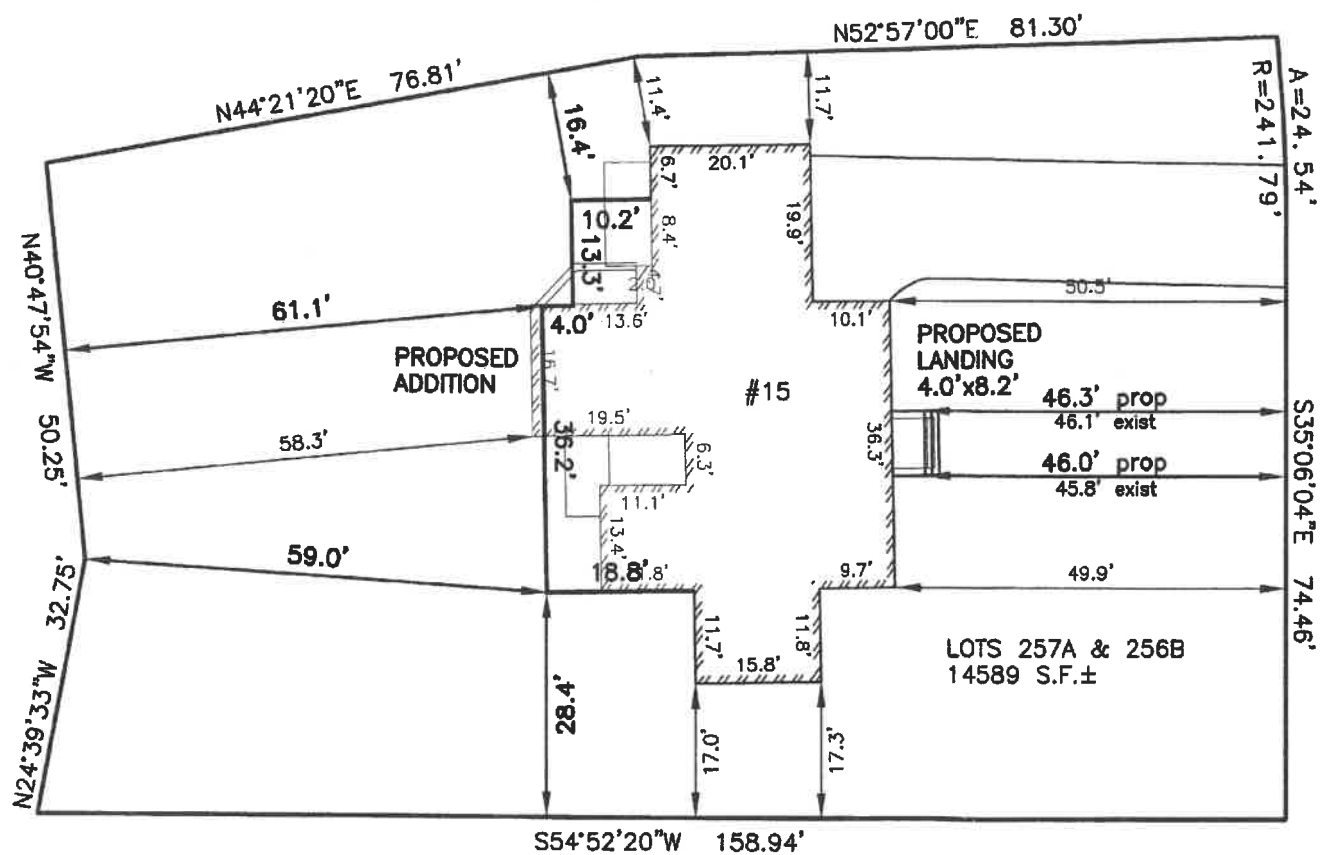 N52°57'00"E 81.30'
N44°21'20"E 76.81'
A=24.54'
R=241.79'
11.4'
11.7'
16.4'
20.1'
6.7'
8.4'
19.9'
10.2'
13.3'
N40°47'54"W 50.25'
61.1'
4.0'
13.6'
10.1'
50.5'
PROPOSED
ADDITION
PROPOSED
LANDING
4.0'x8.2'
#15
46.3' prop
46.1' exist
46.0' prop
45.8' exist
S35°06'04"E 74.46'
58.3'
19.5'
36.2'
6.3'
36.3'
11.1'
13.4'
59.0'
18.8'
9.7'
49.9'
N24°39'33"W 32.75'
11.7'
11.8'
15.8'
LOTS 257A & 256B
14589 S.F.±
28.4'
17.0'
17.3'
S54°52'20"W 158.94'